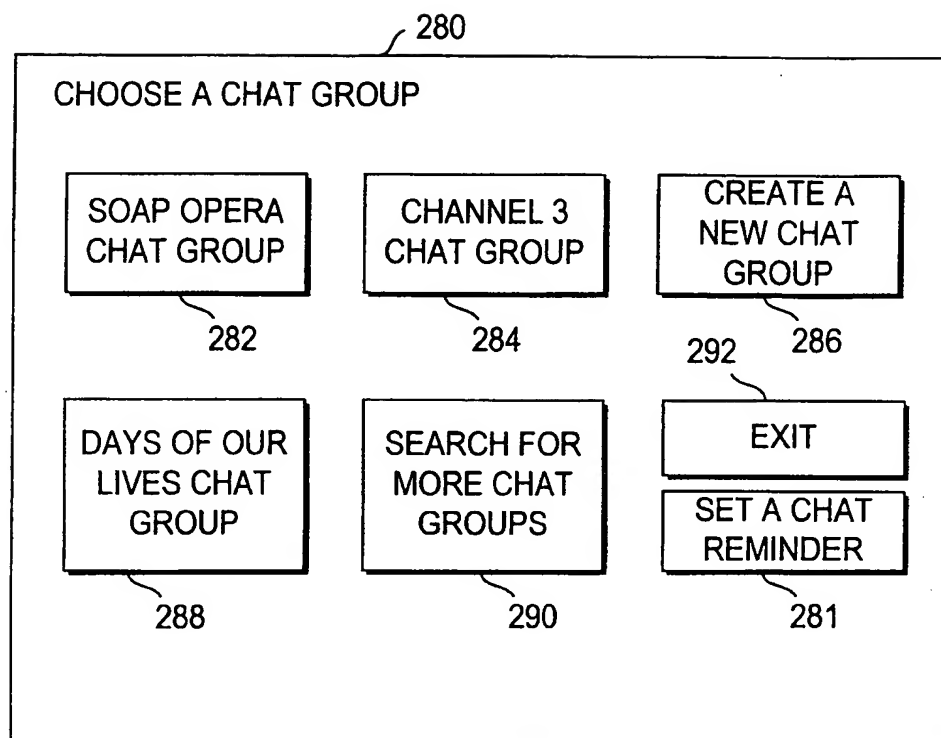 280
CHOOSE A CHAT GROUP
SOAP OPERA
CHAT GROUP
282
CHANNEL 3
CHAT GROUP
284
CREATE A
NEW CHAT
GROUP
286
DAYS OF OUR
LIVES CHAT
GROUP
288
SEARCH FOR
MORE CHAT
GROUPS
290
292
EXIT
SET A CHAT
REMINDER
281